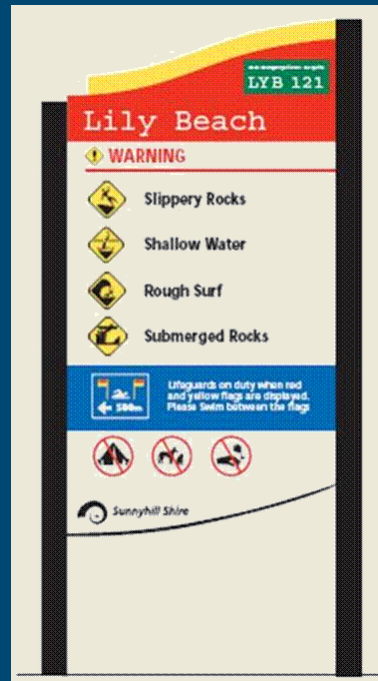 LYB 121
Lily Beach
WARNING
Slippery Rocks
Shallow Water
Rough Surf
Submerged Rocks
500m
Lifeguards on duty when red
and yellow flags are displayed.
Please Swim between the flags
Sunnyhill Shire